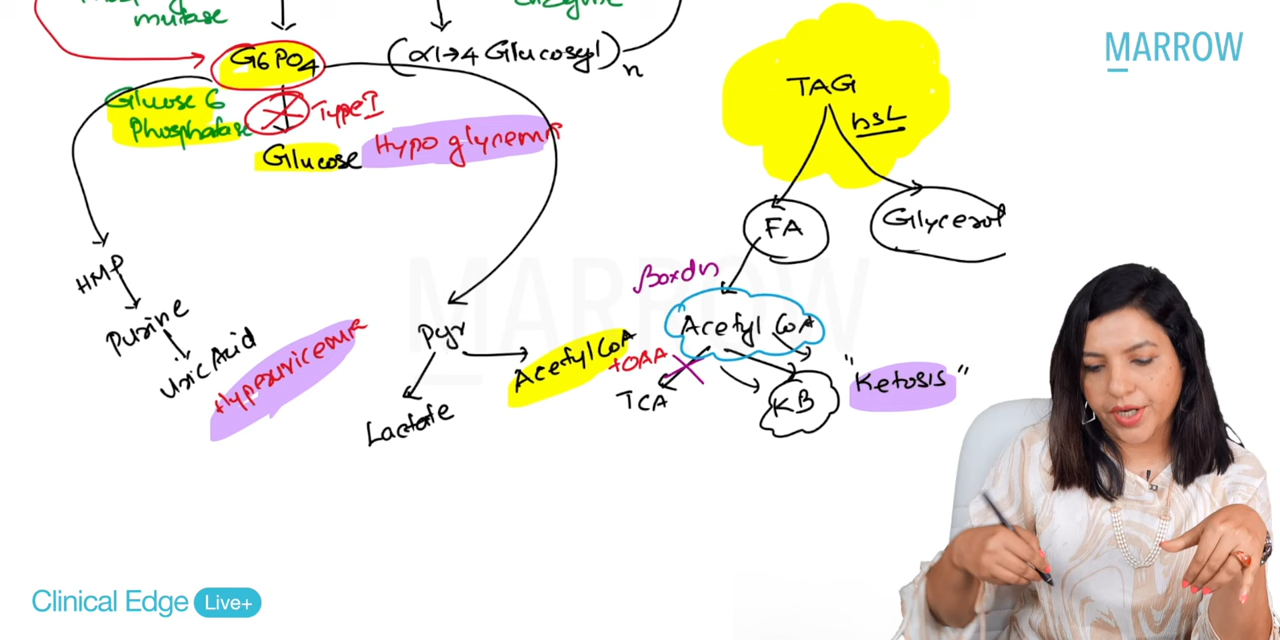 mutase
G6PO4
(α1→4 Glucosyl)n
MARROW
Glucose 6
Phosphatase
Type I
Glucose
Hypoglycemia
TAG
hSL
FA
Glycerol
βoxdn
HMP
Purine
Uric Acid
Hyperuricemia
Pyr
Lactate
Acetyl CoA
Acetyl CoA
+OAA
TCA
KB
"Ketosis"
MARROW
Clinical Edge Live+